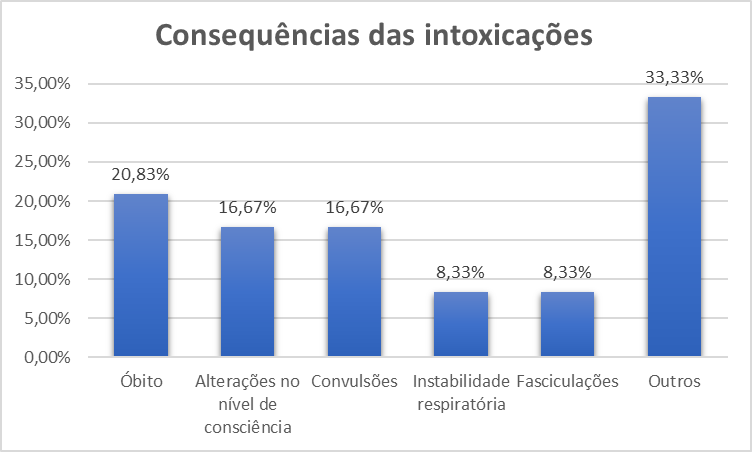 Consequências das intoxicações
35,00%
30,00%
25,00%
20,00%
15,00%
10,00%
5,00%
0,00%
20,83%
16,67%
16,67%
8,33%
8,33%
33,33%
Óbito
Alterações no
nível de
consciência
Convulsões
Instabilidade
respiratória
Fasciculações
Outros